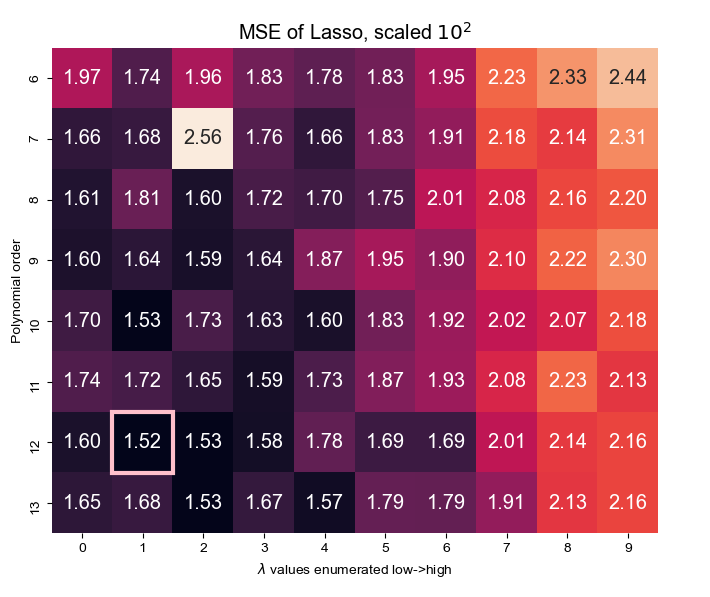 MSE of Lasso, scaled 10²
Polynomial order
6 1.97 1.74 1.96 1.83 1.78 1.83 1.95 2.23 2.33 2.44
7 1.66 1.68 2.56 1.76 1.66 1.83 1.91 2.18 2.14 2.31
8 1.61 1.81 1.60 1.72 1.70 1.75 2.01 2.08 2.16 2.20
9 1.60 1.64 1.59 1.64 1.87 1.95 1.90 2.10 2.22 2.30
10 1.70 1.53 1.73 1.63 1.60 1.83 1.92 2.02 2.07 2.18
11 1.74 1.72 1.65 1.59 1.73 1.87 1.93 2.08 2.23 2.13
12 1.60 1.52 1.53 1.58 1.78 1.69 1.69 2.01 2.14 2.16
13 1.65 1.68 1.53 1.67 1.57 1.79 1.79 1.91 2.13 2.16
0 1 2 3 4 5 6 7 8 9
λ values enumerated low->high